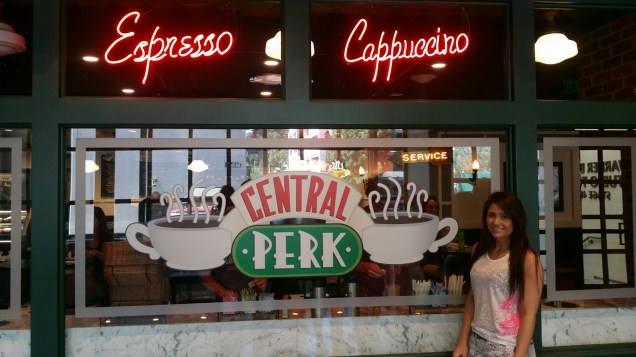 Espresso
Cappuccino
SERVICE
CENTRAL
PERK